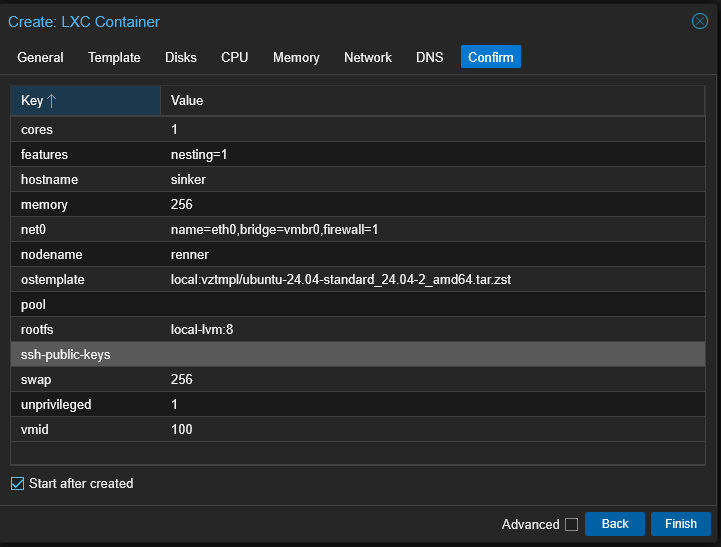 Create: LXC Container
General Template Disks CPU Memory Network DNS Confirm
Key Value
cores 1
features nesting=1
hostname sinker
memory 256
net0 name=eth0,bridge=vmbr0,firewall=1
nodename renner
ostemplate local:vztmpl/ubuntu-24.04-standard_24.04-2_amd64.tar.zst
pool
rootfs local-lvm:8
ssh-public-keys
swap 256
unprivileged 1
vmid 100
Start after created
Advanced Back Finish